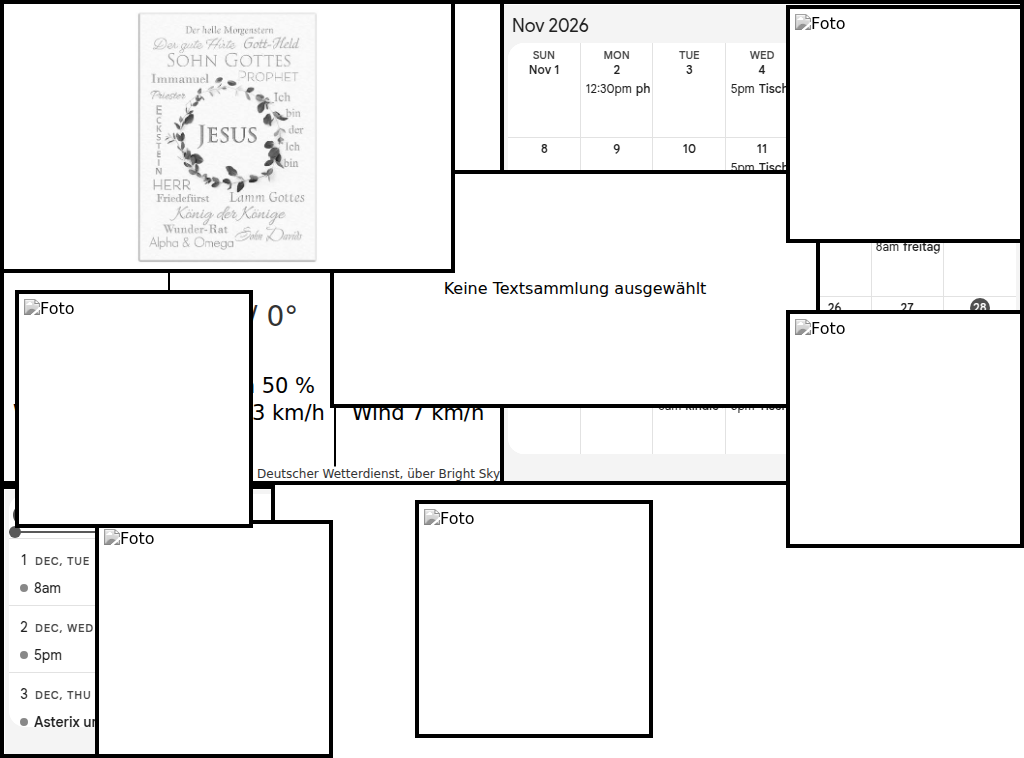 Der helle Morgenstern
Der gute Hirte Gott-Held
SOHN GOTTES
Immanuel PROPHET
Priester
Ich
bin
der
Ich
bin
ECKSTEIN
JESUS
HERR
Friedefürst Lamm Gottes
König der Könige
Wunder-Rat Sohn Davids
Alpha & Omega
Nov 2026
SUN MON TUE WED
Nov 1 2 3 4
12:30pm ph 5pm Tisch
8 9 10 11
5pm Tisch
Foto
8am freitag
26 27 28
Keine Textsammlung ausgewählt
Foto
Foto
/ 0°
50 %
3 km/h Wind 7 km/h
Deutscher Wetterdienst, über Bright Sky
1 DEC, TUE
8am
2 DEC, WED
5pm
3 DEC, THU
Asterix un
Foto
Foto